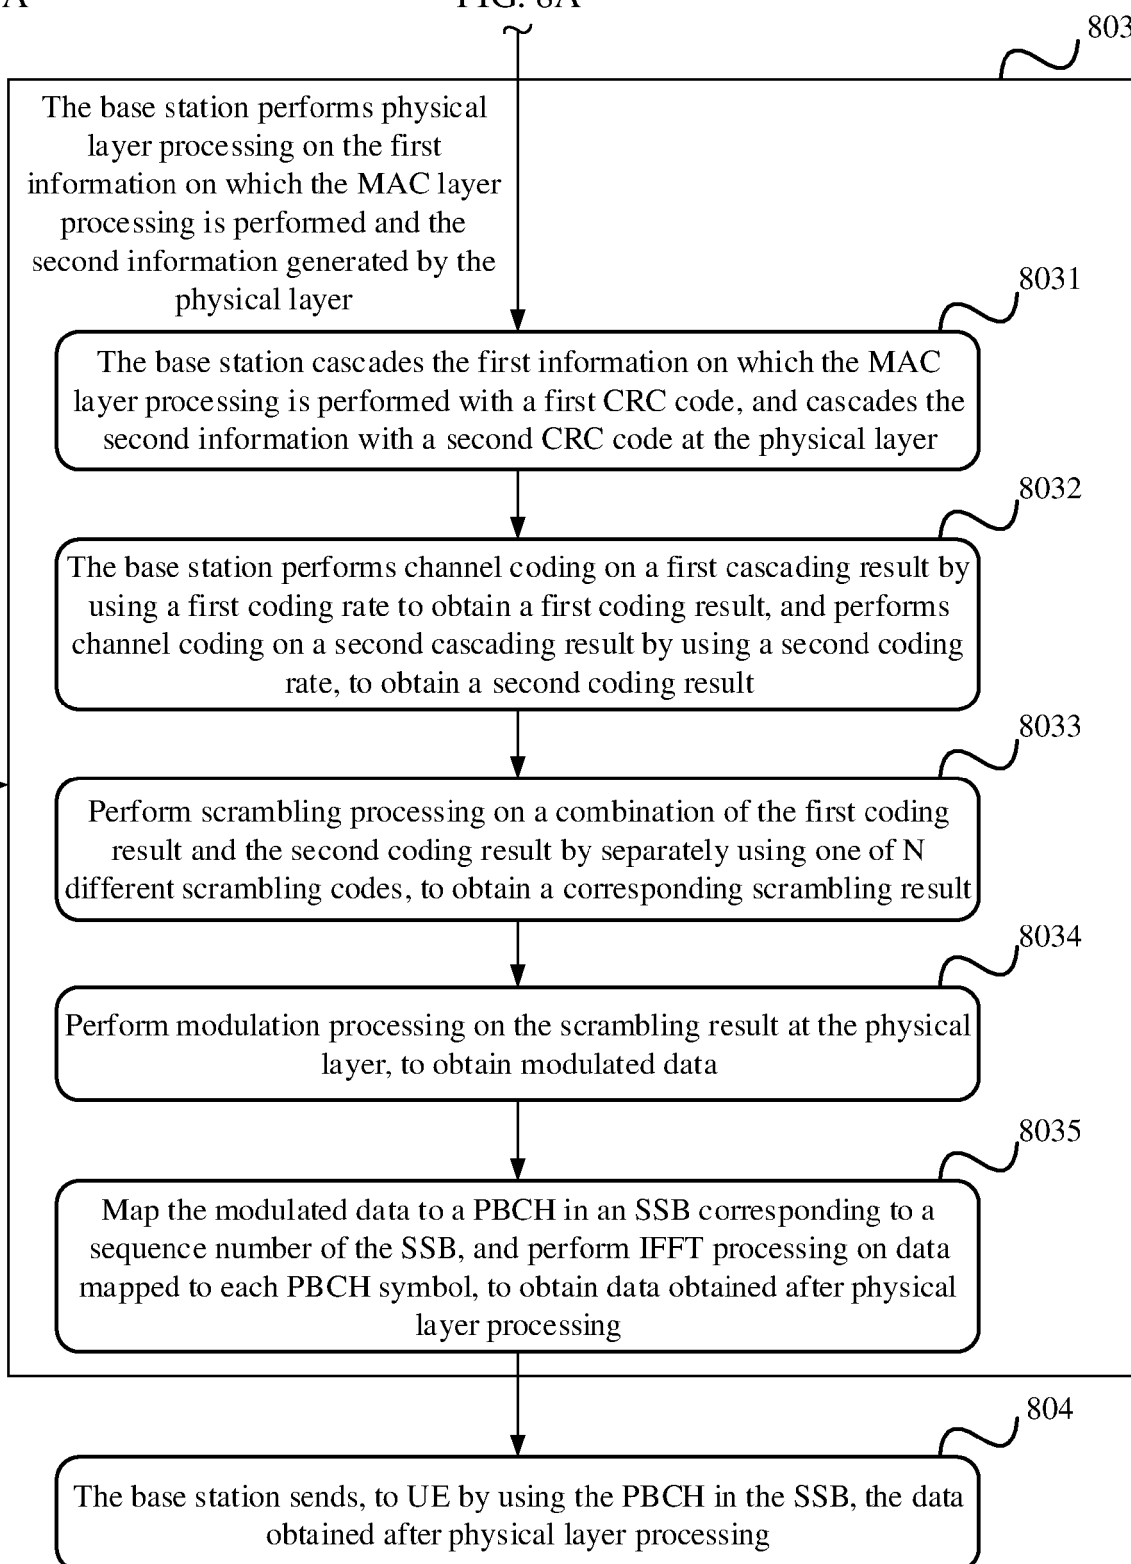 A
FIG. 8A
803
The base station performs physical
layer processing on the first
information on which the MAC layer
processing is performed and the
second information generated by the
physical layer
8031
The base station cascades the first information on which the MAC
layer processing is performed with a first CRC code, and cascades the
second information with a second CRC code at the physical layer
8032
The base station performs channel coding on a first cascading result by
using a first coding rate to obtain a first coding result, and performs
channel coding on a second cascading result by using a second coding
rate, to obtain a second coding result
8033
Perform scrambling processing on a combination of the first coding
result and the second coding result by separately using one of N
different scrambling codes, to obtain a corresponding scrambling result
8034
Perform modulation processing on the scrambling result at the physical
layer, to obtain modulated data
8035
Map the modulated data to a PBCH in an SSB corresponding to a
sequence number of the SSB, and perform IFFT processing on data
mapped to each PBCH symbol, to obtain data obtained after physical
layer processing
804
The base station sends, to UE by using the PBCH in the SSB, the data
obtained after physical layer processing